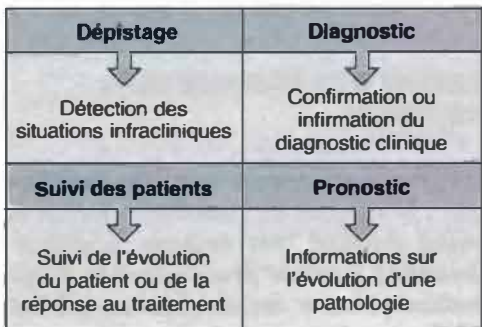 Dépistage
Détection des
situations infracliniques
Diagnostic
Confirmation ou
infirmation du
diagnostic clinique
Suivi des patients
Suivi de l'évolution
du patient ou de la
réponse au traitement
Pronostic
Informations sur
l'évolution d'une
pathologie